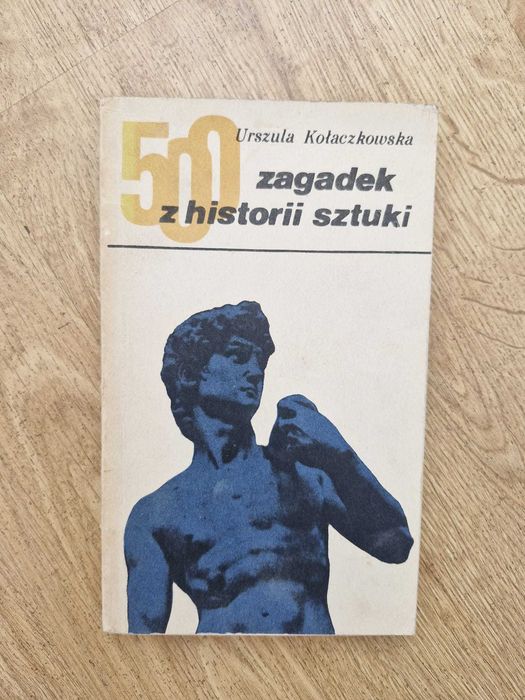 500 Urszula Kołaczkowska
zagadek
z historii sztuki